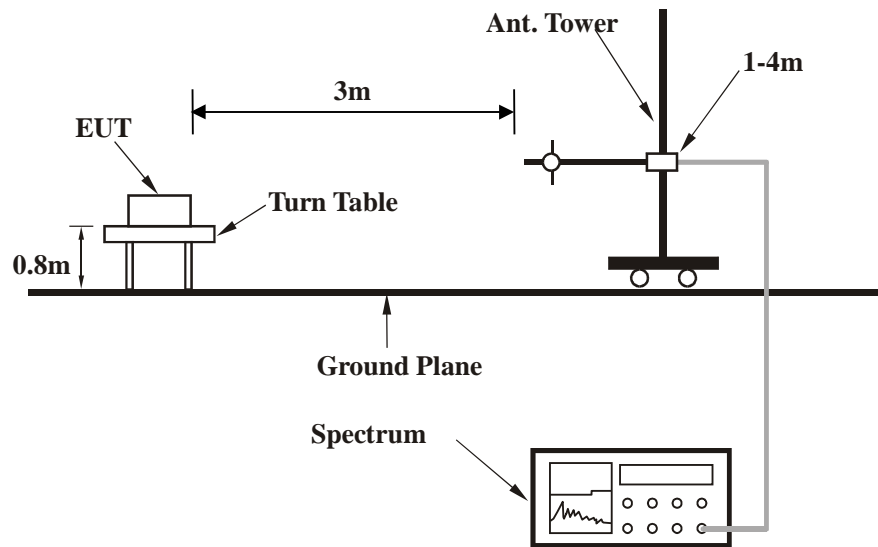 Ant. Tower
1-4m
3m
EUT
Turn Table
0.8m
Ground Plane
Spectrum